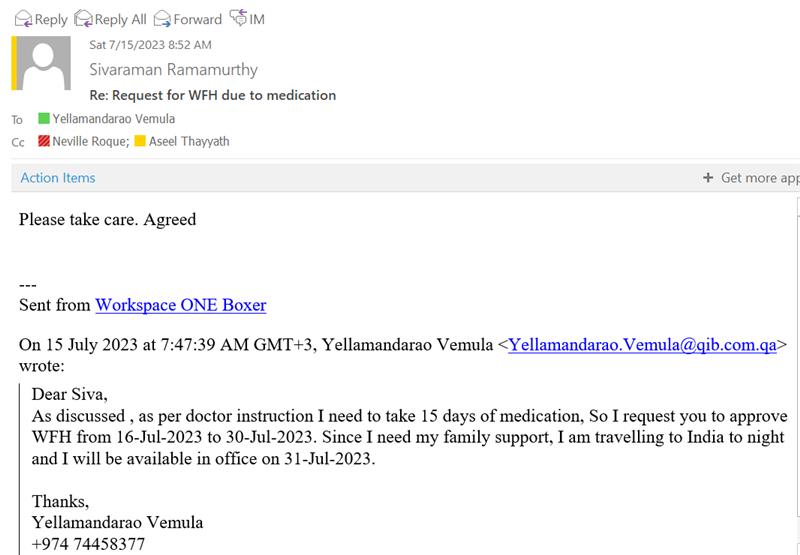 Reply Reply All Forward IM
Sat 7/15/2023 8:52 AM
Sivaraman Ramamurthy
Re: Request for WFH due to medication
To Yellamandarao Vemula
Cc Neville Roque; Aseel Thayyath
Action Items + Get more app
Please take care. Agreed
---
Sent from Workspace ONE Boxer
On 15 July 2023 at 7:47:39 AM GMT+3, Yellamandarao Vemula <Yellamandarao.Vemula@qib.com.qa>
wrote:
Dear Siva,
As discussed , as per doctor instruction I need to take 15 days of medication, So I request you to approve
WFH from 16-Jul-2023 to 30-Jul-2023. Since I need my family support, I am travelling to India to night
and I will be available in office on 31-Jul-2023.
Thanks,
Yellamandarao Vemula
+974 74458377